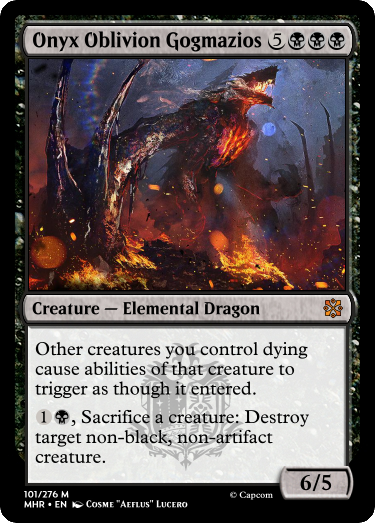 Onyx Oblivion Gogmazios 5
Creature — Elemental Dragon
Other creatures you control dying
cause abilities of that creature to
trigger as though it entered.
1, Sacrifice a creature: Destroy
target non-black, non-artifact
creature.
6/5
101/276 M
MHR • EN Cosme "Aeflus" Lucero
© Capcom